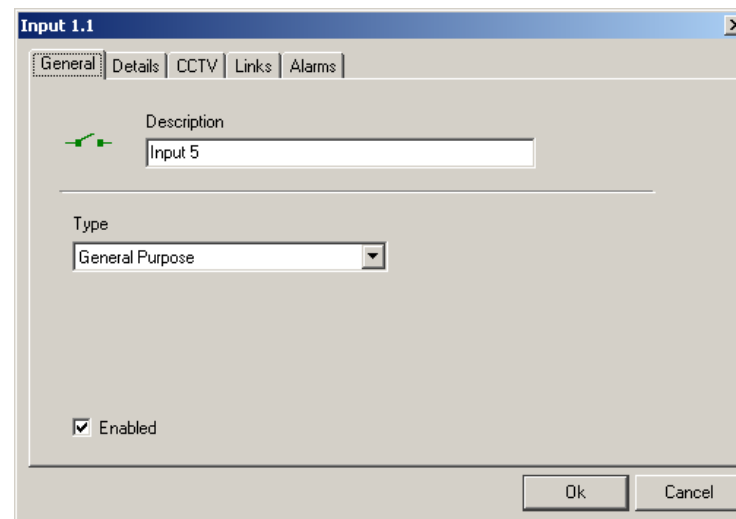 Input 1.1
General Details CCTV Links Alarms
Description
Input 5
Type
General Purpose
Enabled
Ok Cancel